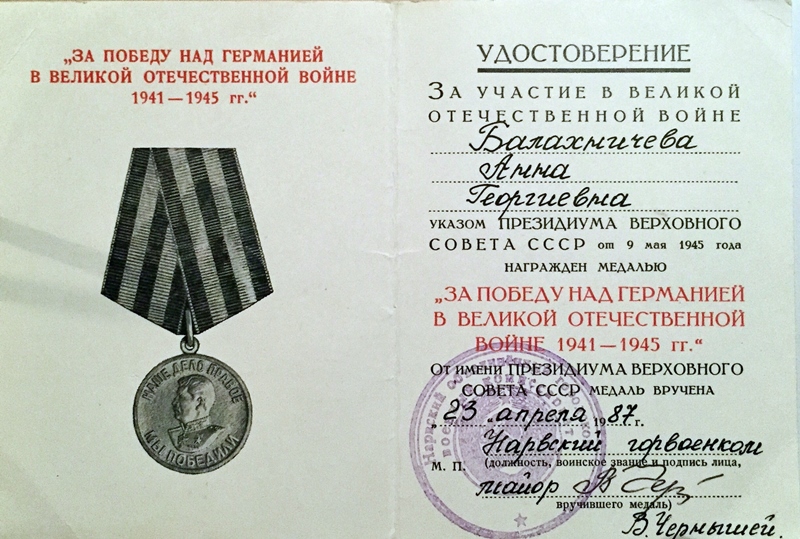 „ЗА ПОБЕДУ НАД ГЕРМАНИЕЙ
В ВЕЛИКОЙ ОТЕЧЕСТВЕННОЙ ВОЙНЕ
1941—1945 гг.“
НАШЕ ДЕЛО ПРАВОЕ
МЫ ПОБЕДИЛИ
УДОСТОВЕРЕНИЕ
ЗА УЧАСТИЕ В ВЕЛИКОЙ
ОТЕЧЕСТВЕННОЙ ВОЙНЕ
Балахничева
Анна
Георгиевна
УКАЗОМ ПРЕЗИДИУМА ВЕРХОВНОГО
СОВЕТА СССР от 9 мая 1945 года
НАГРАЖДЕН МЕДАЛЬЮ
„ЗА ПОБЕДУ НАД ГЕРМАНИЕЙ
В ВЕЛИКОЙ ОТЕЧЕСТВЕННОЙ
ВОЙНЕ 1941—1945 гг.“
ОТ ИМЕНИ ПРЕЗИДИУМА ВЕРХОВНОГО
СОВЕТА СССР МЕДАЛЬ ВРУЧЕНА
„23 апреля 1987 г.
Нарвский горвоенком
М. П. (должность, воинское звание и подпись лица,
майор
вручившего медаль)
В. Чернышей.